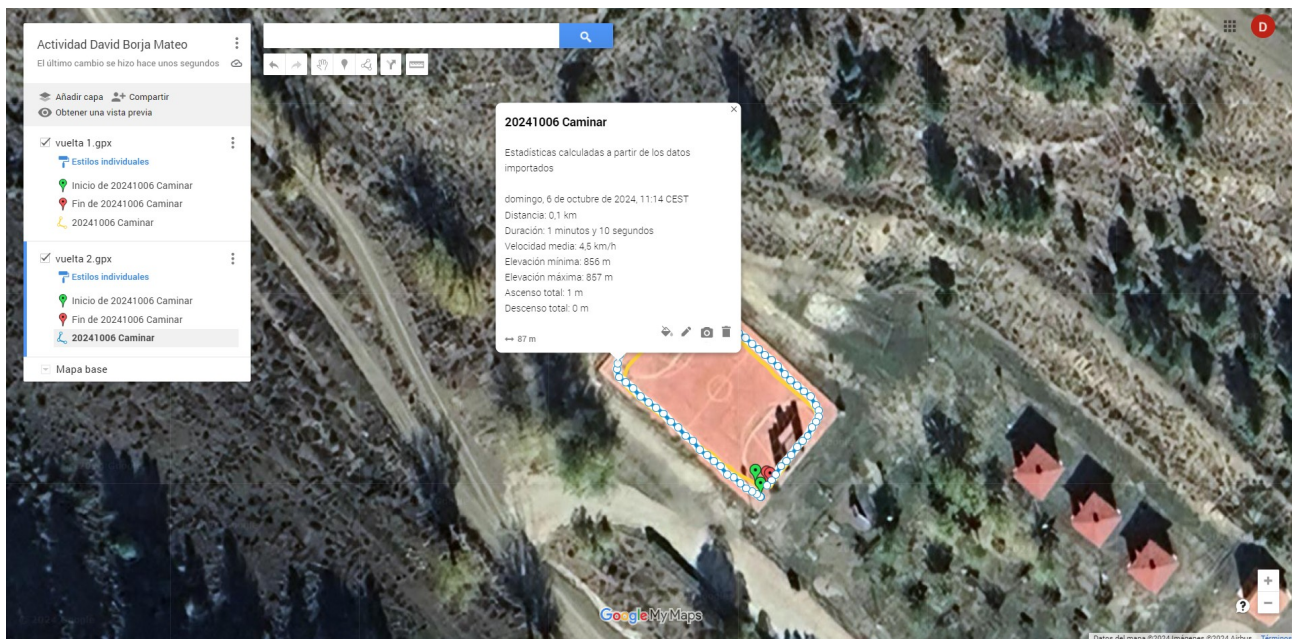 Actividad David Borja Mateo
El último cambio se hizo hace unos segundos
Añadir capa Compartir
Obtener una vista previa
vuelta 1.gpx
Estilos individuales
Inicio de 20241006 Caminar
Fin de 20241006 Caminar
20241006 Caminar
vuelta 2.gpx
Estilos individuales
Inicio de 20241006 Caminar
Fin de 20241006 Caminar
20241006 Caminar
Mapa base
D
20241006 Caminar
Estadísticas calculadas a partir de los datos
importados
domingo, 6 de octubre de 2024, 11:14 CEST
Distancia: 0,1 km
Duración: 1 minutos y 10 segundos
Velocidad media: 4,5 km/h
Elevación mínima: 856 m
Elevación máxima: 857 m
Ascenso total: 1 m
Descenso total: 0 m
87 m
Google My Maps
Datos del mapa ©2024 Imágenes ©2024 Airbus Términos